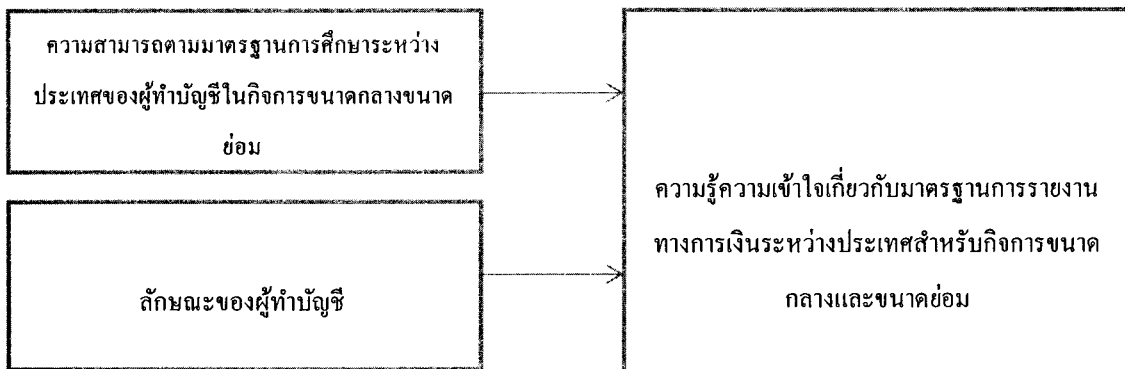 ความสามารถตามมาตรฐานการศึกษาระหว่าง
ประเทศของผู้ทำบัญชีในกิจการขนาดกลางขนาด
ย่อม
ลักษณะของผู้ทำบัญชี
ความรู้ความเข้าใจเกี่ยวกับมาตรฐานการรายงาน
ทางการเงินระหว่างประเทศสำหรับกิจการขนาด
กลางและขนาดย่อม